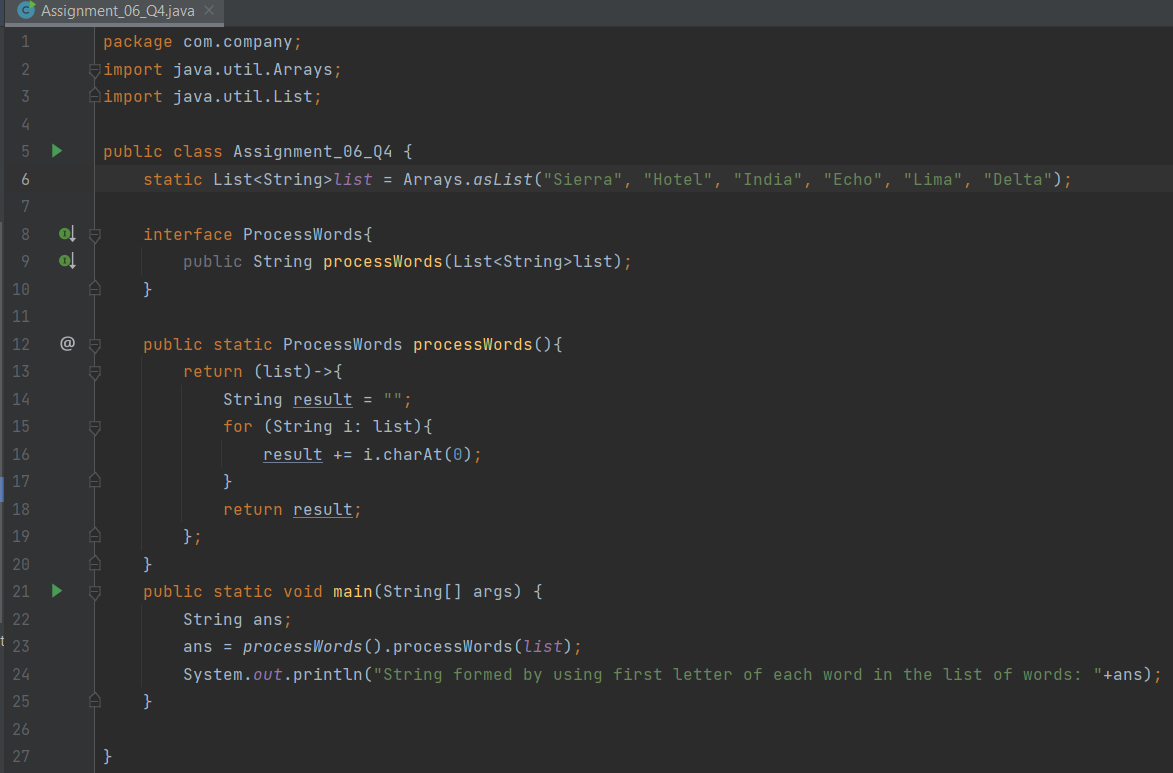 Assignment_06_Q4.java
1 package com.company;
2 import java.util.Arrays;
3 import java.util.List;
4
5 public class Assignment_06_Q4 {
6     static List<String>list = Arrays.asList("Sierra", "Hotel", "India", "Echo", "Lima", "Delta");
7
8     interface ProcessWords{
9         public String processWords(List<String>list);
10     }
11
12 @     public static ProcessWords processWords(){
13         return (list)->{
14             String result = "";
15             for (String i: list){
16                 result += i.charAt(0);
17             }
18             return result;
19         };
20     }
21     public static void main(String[] args) {
22         String ans;
23         ans = processWords().processWords(list);
24         System.out.println("String formed by using first letter of each word in the list of words: "+ans);
25     }
26
27 }